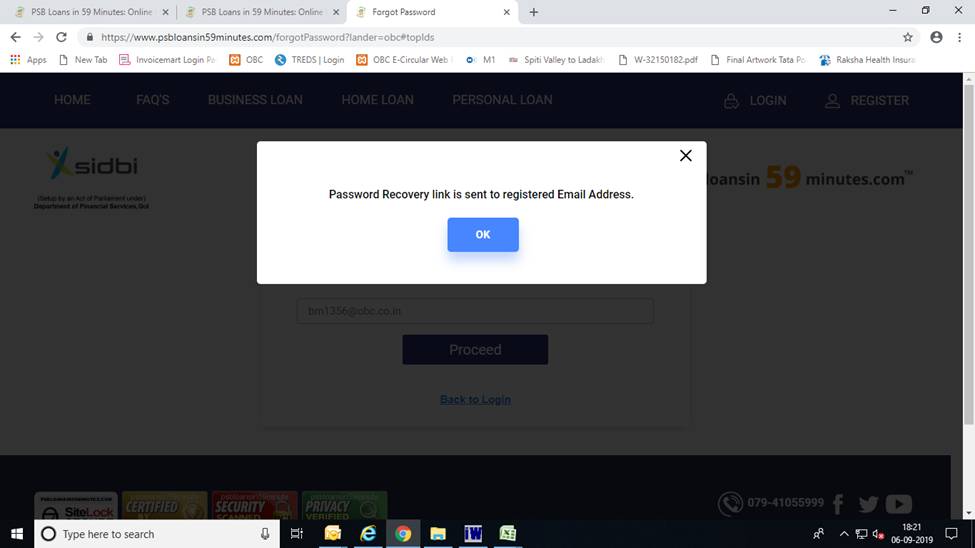 PSB Loans in 59 Minutes: Online
PSB Loans in 59 Minutes: Online
Forgot Password
https://www.psbloansin59minutes.com/forgotPassword?lander=obc#topIds
Apps
New Tab
Invoicemart Login Pa
OBC
TREDS | Login
OBC E-Circular Web
M1
Spiti Valley to Ladakh
W-32150182.pdf
Final Artwork Tata Po
Raksha Health Insura
HOME
FAQ'S
BUSINESS LOAN
HOME LOAN
PERSONAL LOAN
LOGIN
REGISTER
sidbi
(Setup by an Act of Parliament under)
Department of Financial Services, GoI
loansin 59 minutes.com™
Password Recovery link is sent to registered Email Address.
OK
bm1356@obc.co.in
Proceed
Back to Login
SiteLock
CERTIFIED
BY
SECURITY
SCANNED
PRIVACY
VERIFIED
079-41055999
Type here to search
18:21
06-09-2019